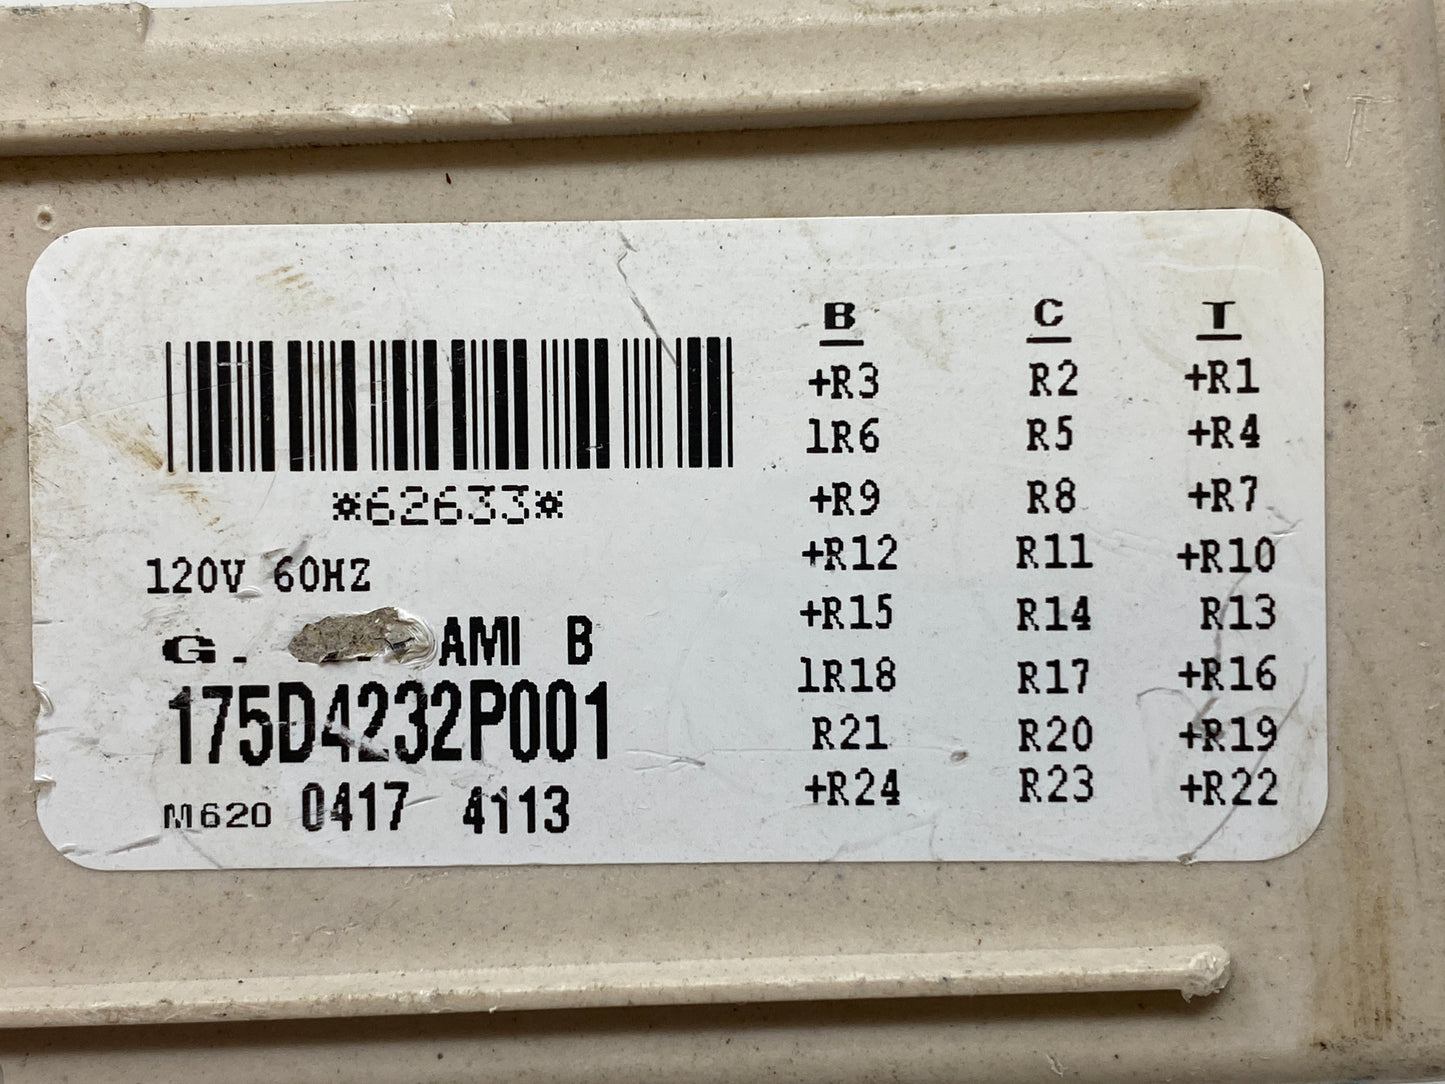 *62633*
120V 60HZ
G. AMI B
175D4232P001
M620 0417 4113
B C T
+R3 R2 +R1
1R6 R5 +R4
+R9 R8 +R7
+R12 R11 +R10
+R15 R14 R13
1R18 R17 +R16
R21 R20 +R19
+R24 R23 +R22